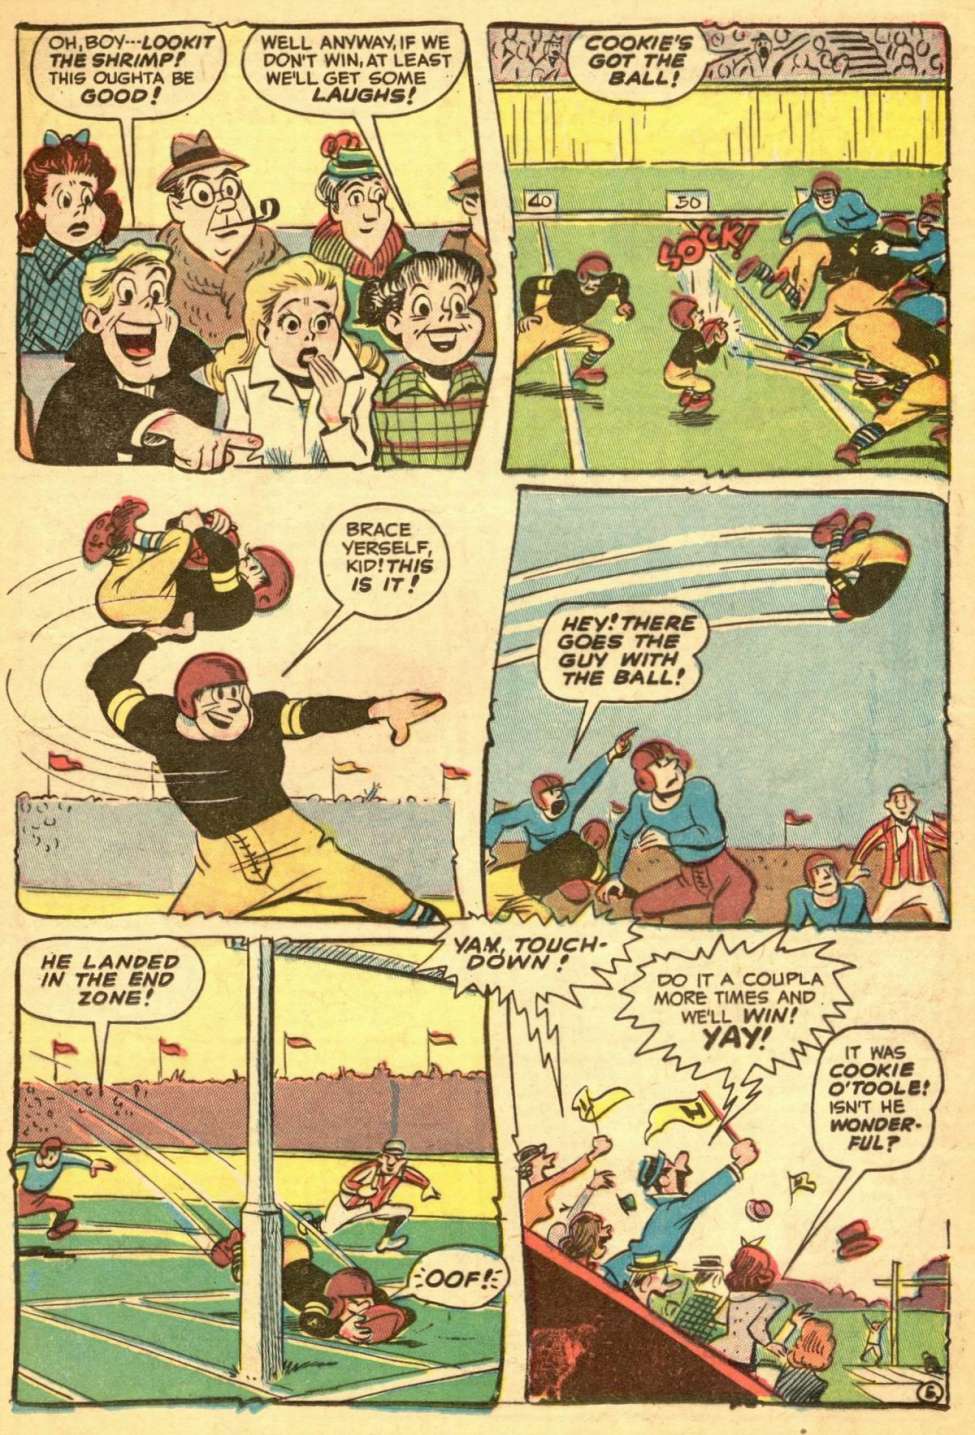 OH, BOY---LOOKIT
THE SHRIMP!
THIS OUGHTA BE
GOOD!
WELL ANYWAY, IF WE
DON'T WIN, AT LEAST
WE'LL GET SOME
LAUGHS!
COOKIE'S
GOT THE
BALL!
40
50
SOCK!
BRACE
YERSELF,
KID! THIS
IS IT!
HEY! THERE
GOES THE
GUY WITH
THE BALL!
HE LANDED
IN THE END
ZONE!
OOF!
YAY, TOUCH-
DOWN!
DO IT A COUPLA
MORE TIMES AND
WE'LL WIN!
YAY!
IT WAS
COOKIE
O'TOOLE!
ISN'T HE
WONDER-
FUL?
6